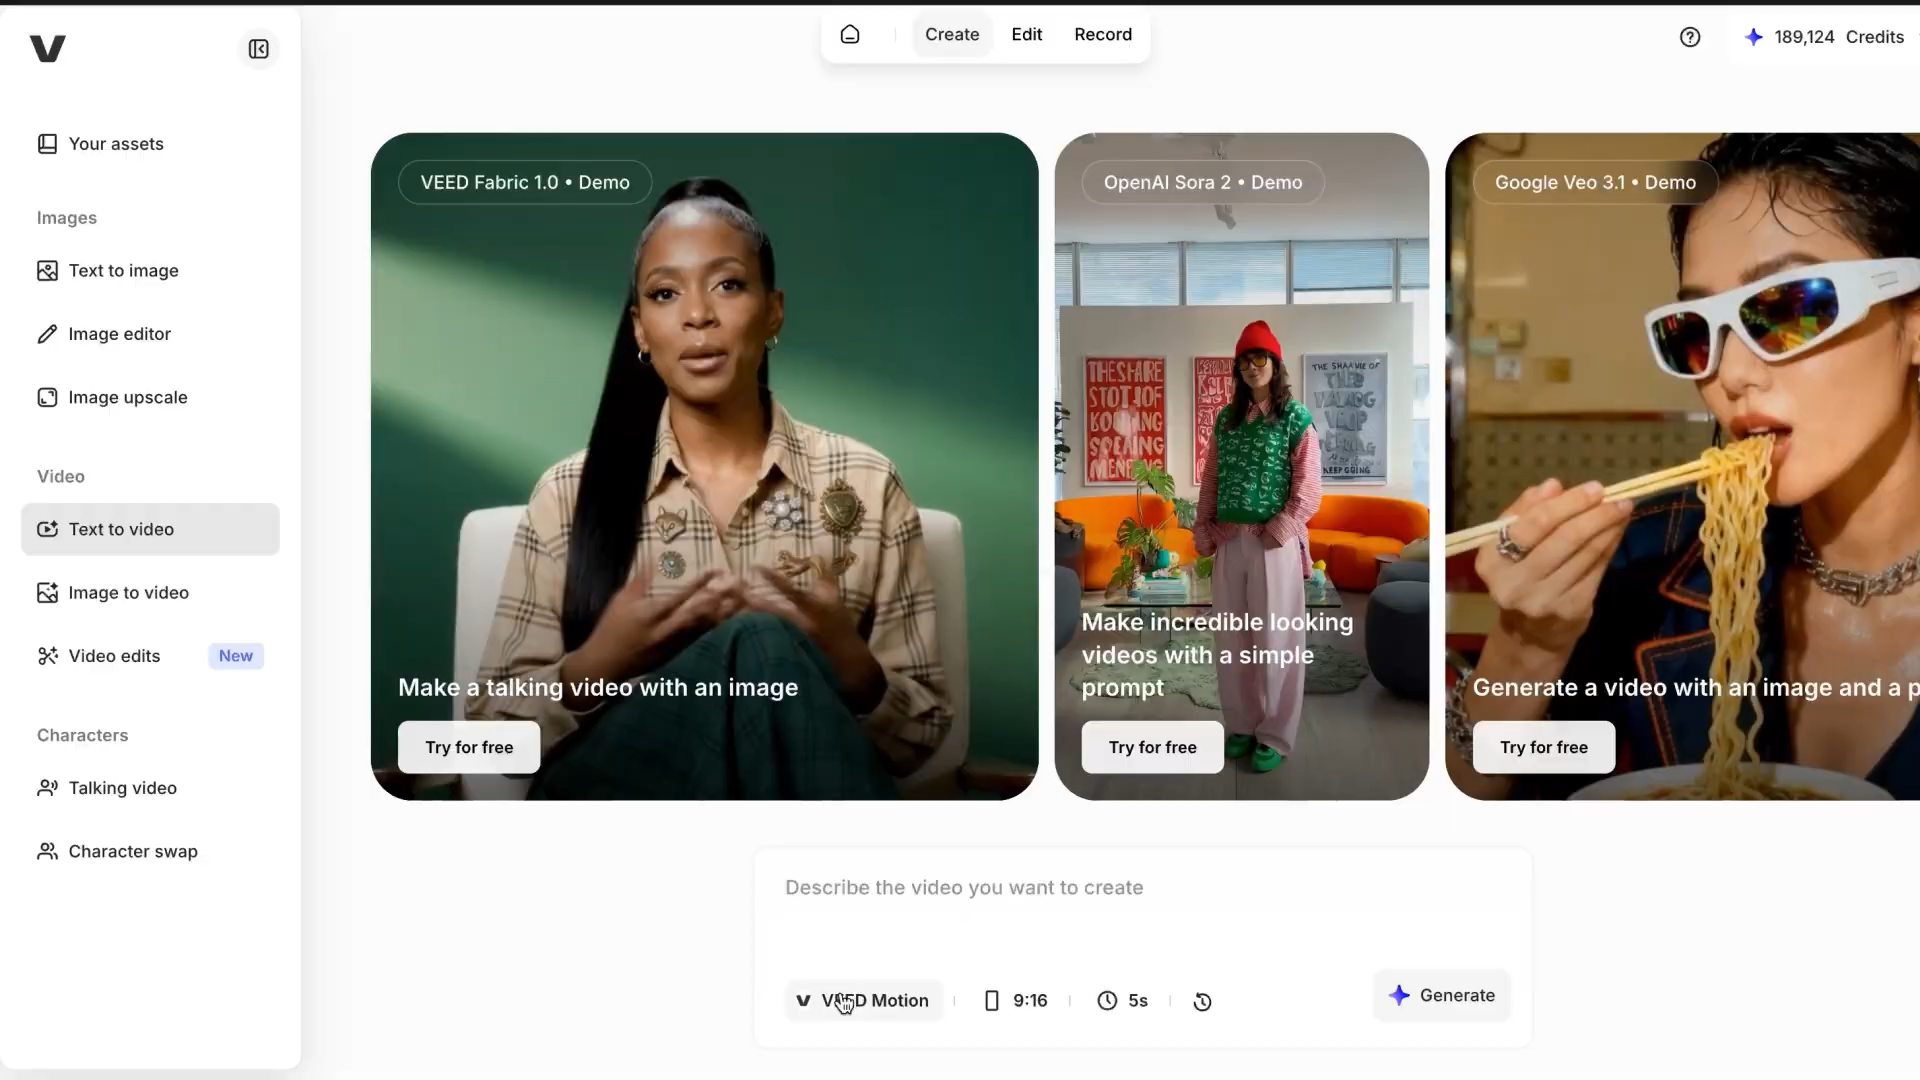 Create
Edit
Record
189,124 Credits
Your assets
Images
Text to image
Image editor
Image upscale
Video
Text to video
Image to video
Video edits
New
Characters
Talking video
Character swap
VEED Fabric 1.0 • Demo
Make a talking video with an image
Try for free
OpenAI Sora 2 • Demo
KEEP GOING
Make incredible looking
videos with a simple
prompt
Try for free
Google Veo 3.1 • Demo
Generate a video with an image and a p
Try for free
Describe the video you want to create
VEED Motion
9:16
5s
Generate